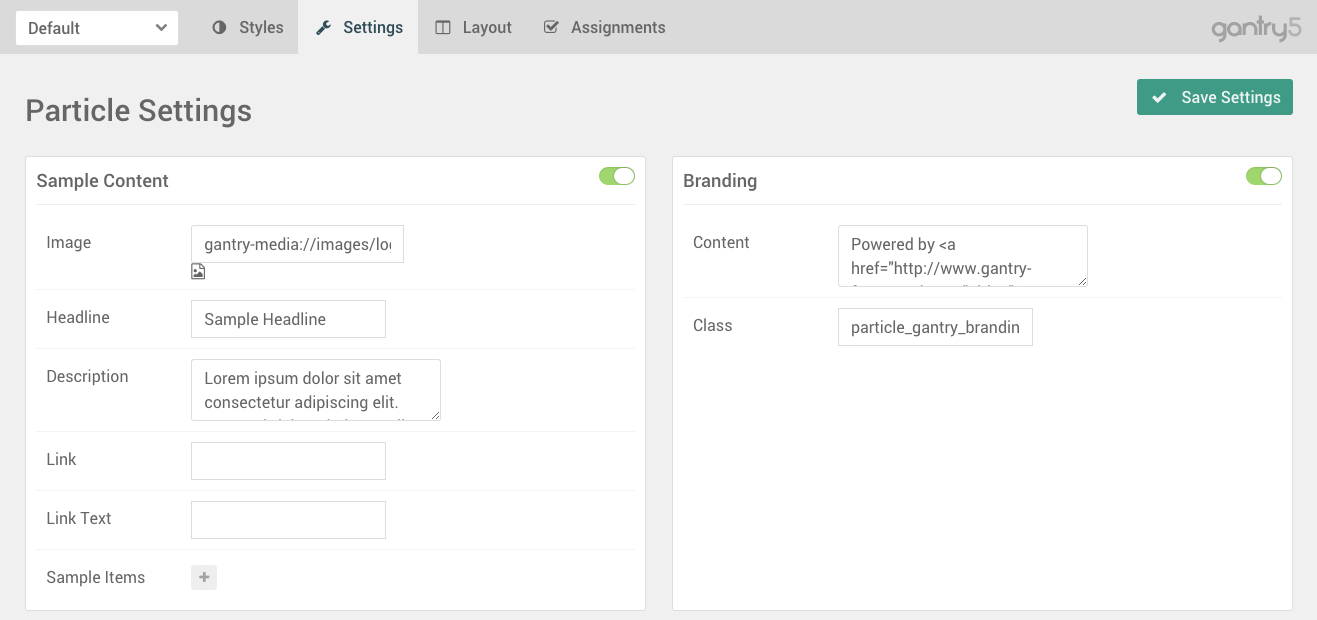 Default
Styles
Settings
Layout
Assignments
gantry5
Particle Settings
Save Settings
Sample Content
Image
gantry-media://images/lo
Headline
Sample Headline
Description
Lorem ipsum dolor sit amet
consectetur adipiscing elit.
Link
Link Text
Sample Items
Branding
Content
Powered by <a
href="http://www.gantry-
Class
particle_gantry_brandin